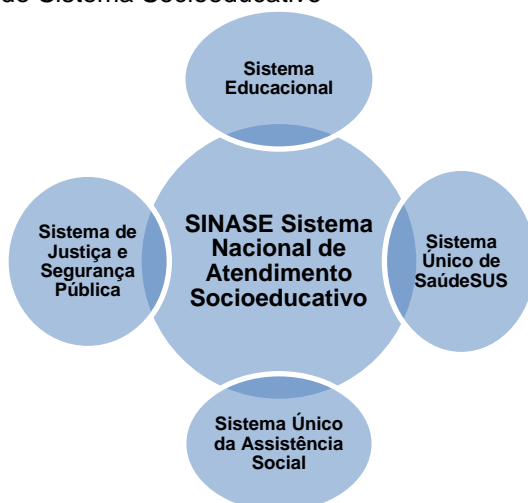 do Sistema Socioeducativo
Sistema
Educacional
SINASE Sistema
Nacional de
Atendimento
Socioeducativo
Sistema de
Justiça e
Segurança
Pública
Sistema
Único de
SaúdeSUS
Sistema Único
da Assistência
Social